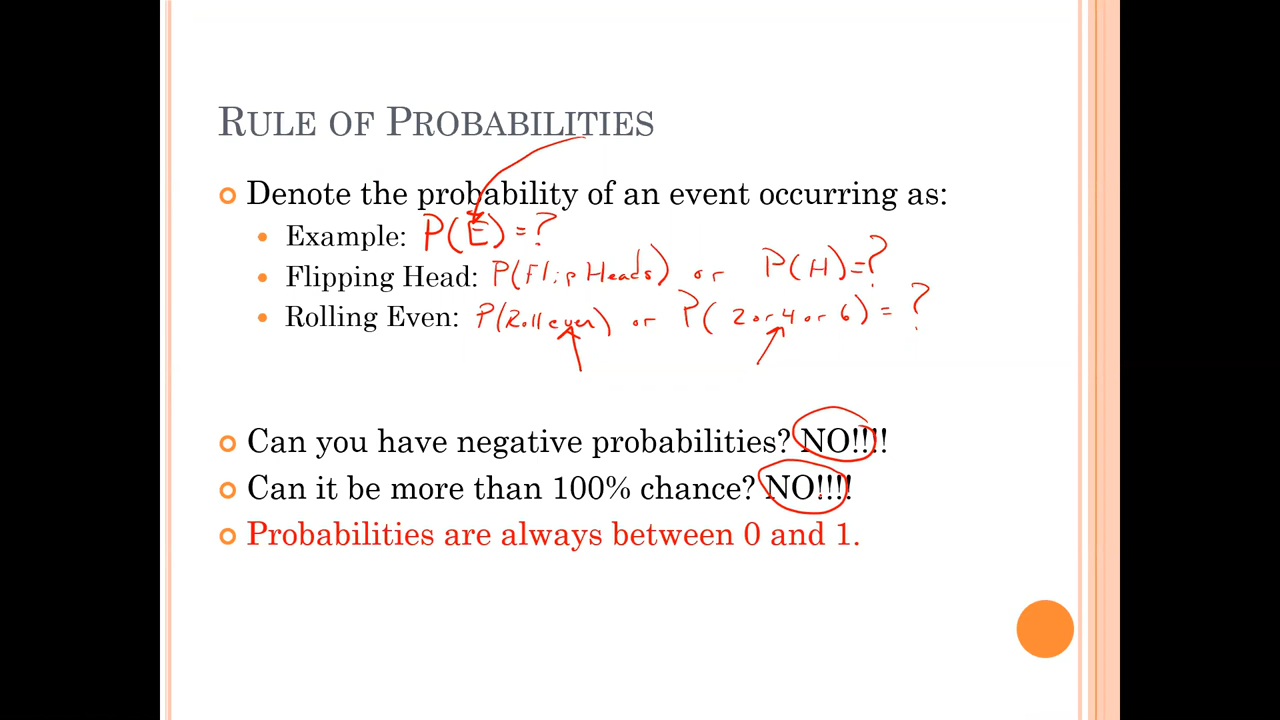 RULE OF PROBABILITIES
Denote the probability of an event occurring as:
Example: P(E) = ?
Flipping Head: P(Flip Heads) or P(H) = ?
Rolling Even: P(Roll even) or P(2 or 4 or 6) = ?
Can you have negative probabilities? NO!!!!
Can it be more than 100% chance? NO!!!!
Probabilities are always between 0 and 1.